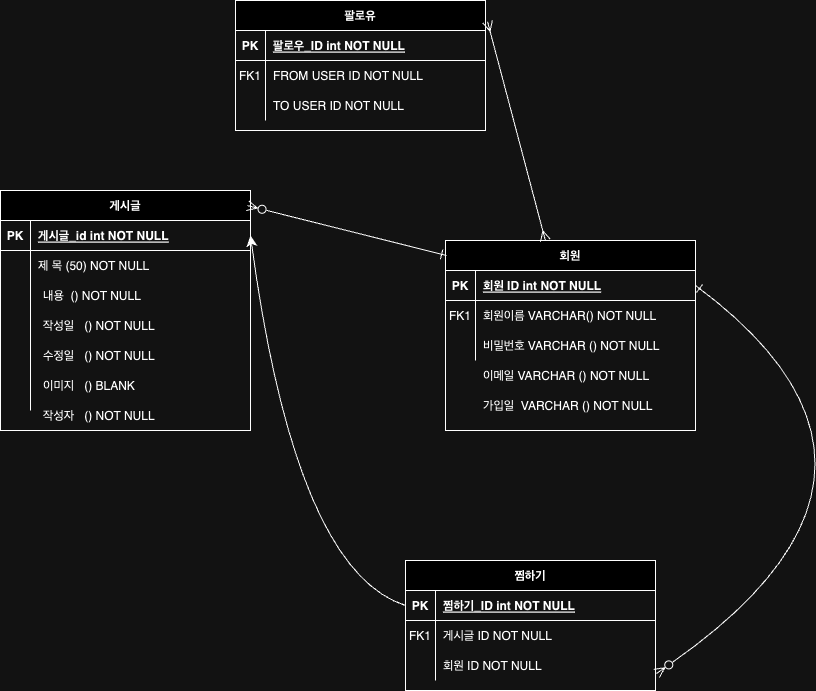 팔로유
PK 팔로우_ID int NOT NULL
FK1 FROM USER ID NOT NULL
TO USER ID NOT NULL
게시글
PK 게시글_id int NOT NULL
제 목 (50) NOT NULL
내용 () NOT NULL
작성일 () NOT NULL
수정일 () NOT NULL
이미지 () BLANK
작성자 () NOT NULL
회원
PK 회원 ID int NOT NULL
FK1 회원이름 VARCHAR() NOT NULL
비밀번호 VARCHAR () NOT NULL
이메일 VARCHAR () NOT NULL
가입일 VARCHAR () NOT NULL
찜하기
PK 찜하기_ID int NOT NULL
FK1 게시글 ID NOT NULL
회원 ID NOT NULL